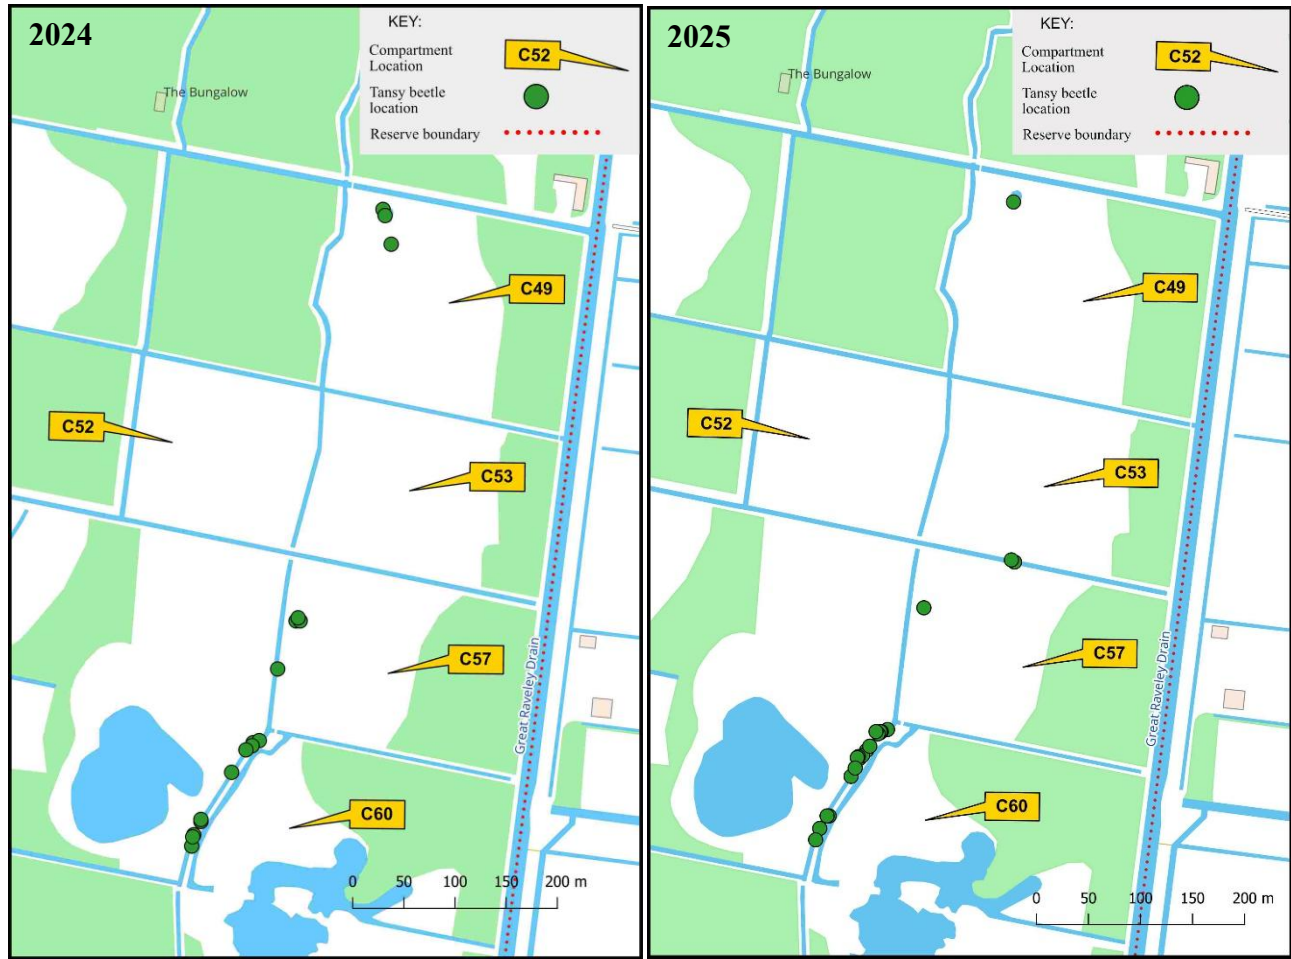 2024
KEY:
Compartment
Location
C52
Tansy beetle
location
Reserve boundary
The Bungalow
C49
C52
C53
C57
Great Raveley Drain
C60
0 50 100 150 200 m
2025
KEY:
Compartment
Location
C52
Tansy beetle
location
Reserve boundary
The Bungalow
C49
C52
C53
C57
Great Raveley Drain
C60
0 50 100 150 200 m